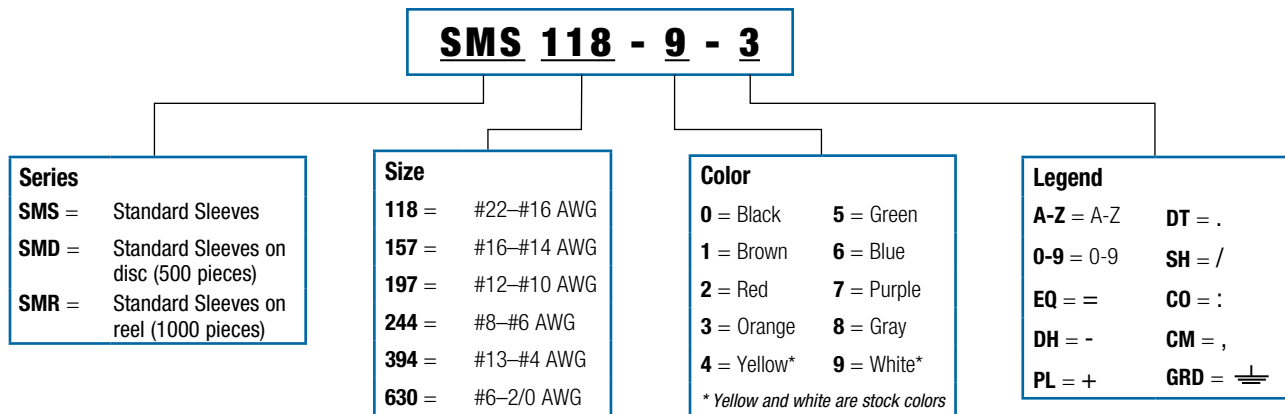 SMS 118 - 9 - 3
Series
SMS = Standard Sleeves
SMD = Standard Sleeves on
disc (500 pieces)
SMR = Standard Sleeves on
reel (1000 pieces)
Size
118 = #22–#16 AWG
157 = #16–#14 AWG
197 = #12–#10 AWG
244 = #8–#6 AWG
394 = #13–#4 AWG
630 = #6–2/0 AWG
Color
0 = Black
1 = Brown
2 = Red
3 = Orange
4 = Yellow*
5 = Green
6 = Blue
7 = Purple
8 = Gray
9 = White*
* Yellow and white are stock colors
Legend
A-Z = A-Z
0-9 = 0-9
EQ = =
DH = -
PL = +
DT = .
SH = /
CO = :
CM = ,
GRD = ⏚